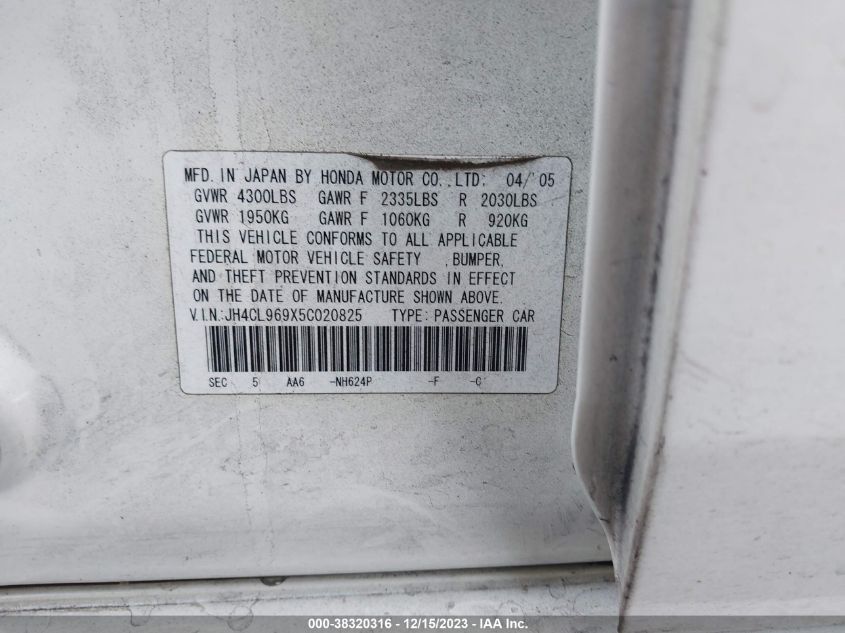 MFD. IN JAPAN BY HONDA MOTOR CO.,LTD: 04/'05
GVWR 4300LBS GAWR F 2335LBS R 2030LBS
GVWR 1950KG GAWR F 1060KG R 920KG
THIS VEHICLE CONFORMS TO ALL APPLICABLE
FEDERAL MOTOR VEHICLE SAFETY ,BUMPER,
AND THEFT PREVENTION STANDARDS IN EFFECT
ON THE DATE OF MANUFACTURE SHOWN ABOVE.
V.I.N:JH4CL969X5C020825 TYPE: PASSENGER CAR
SEC 5 AA6 -NH624P -F -C
000-38320316 - 12/15/2023 - IAA Inc.